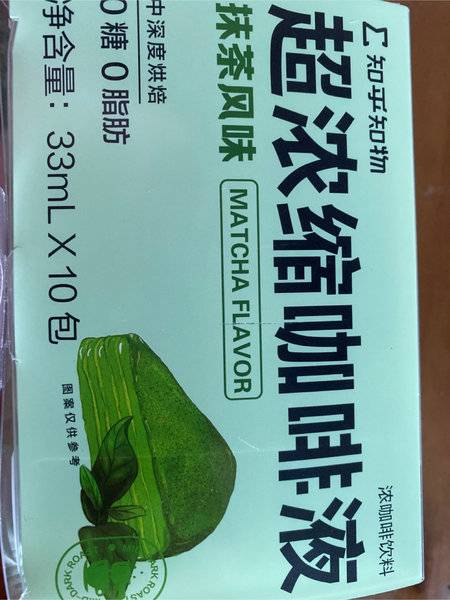 知乎知物
超浓缩咖啡液
浓咖啡饮料
抹茶风味
MATCHA FLAVOR
中深度烘焙
0糖0脂肪
净含量：33mL X 10包
图案仅供参考
DARK ROAST